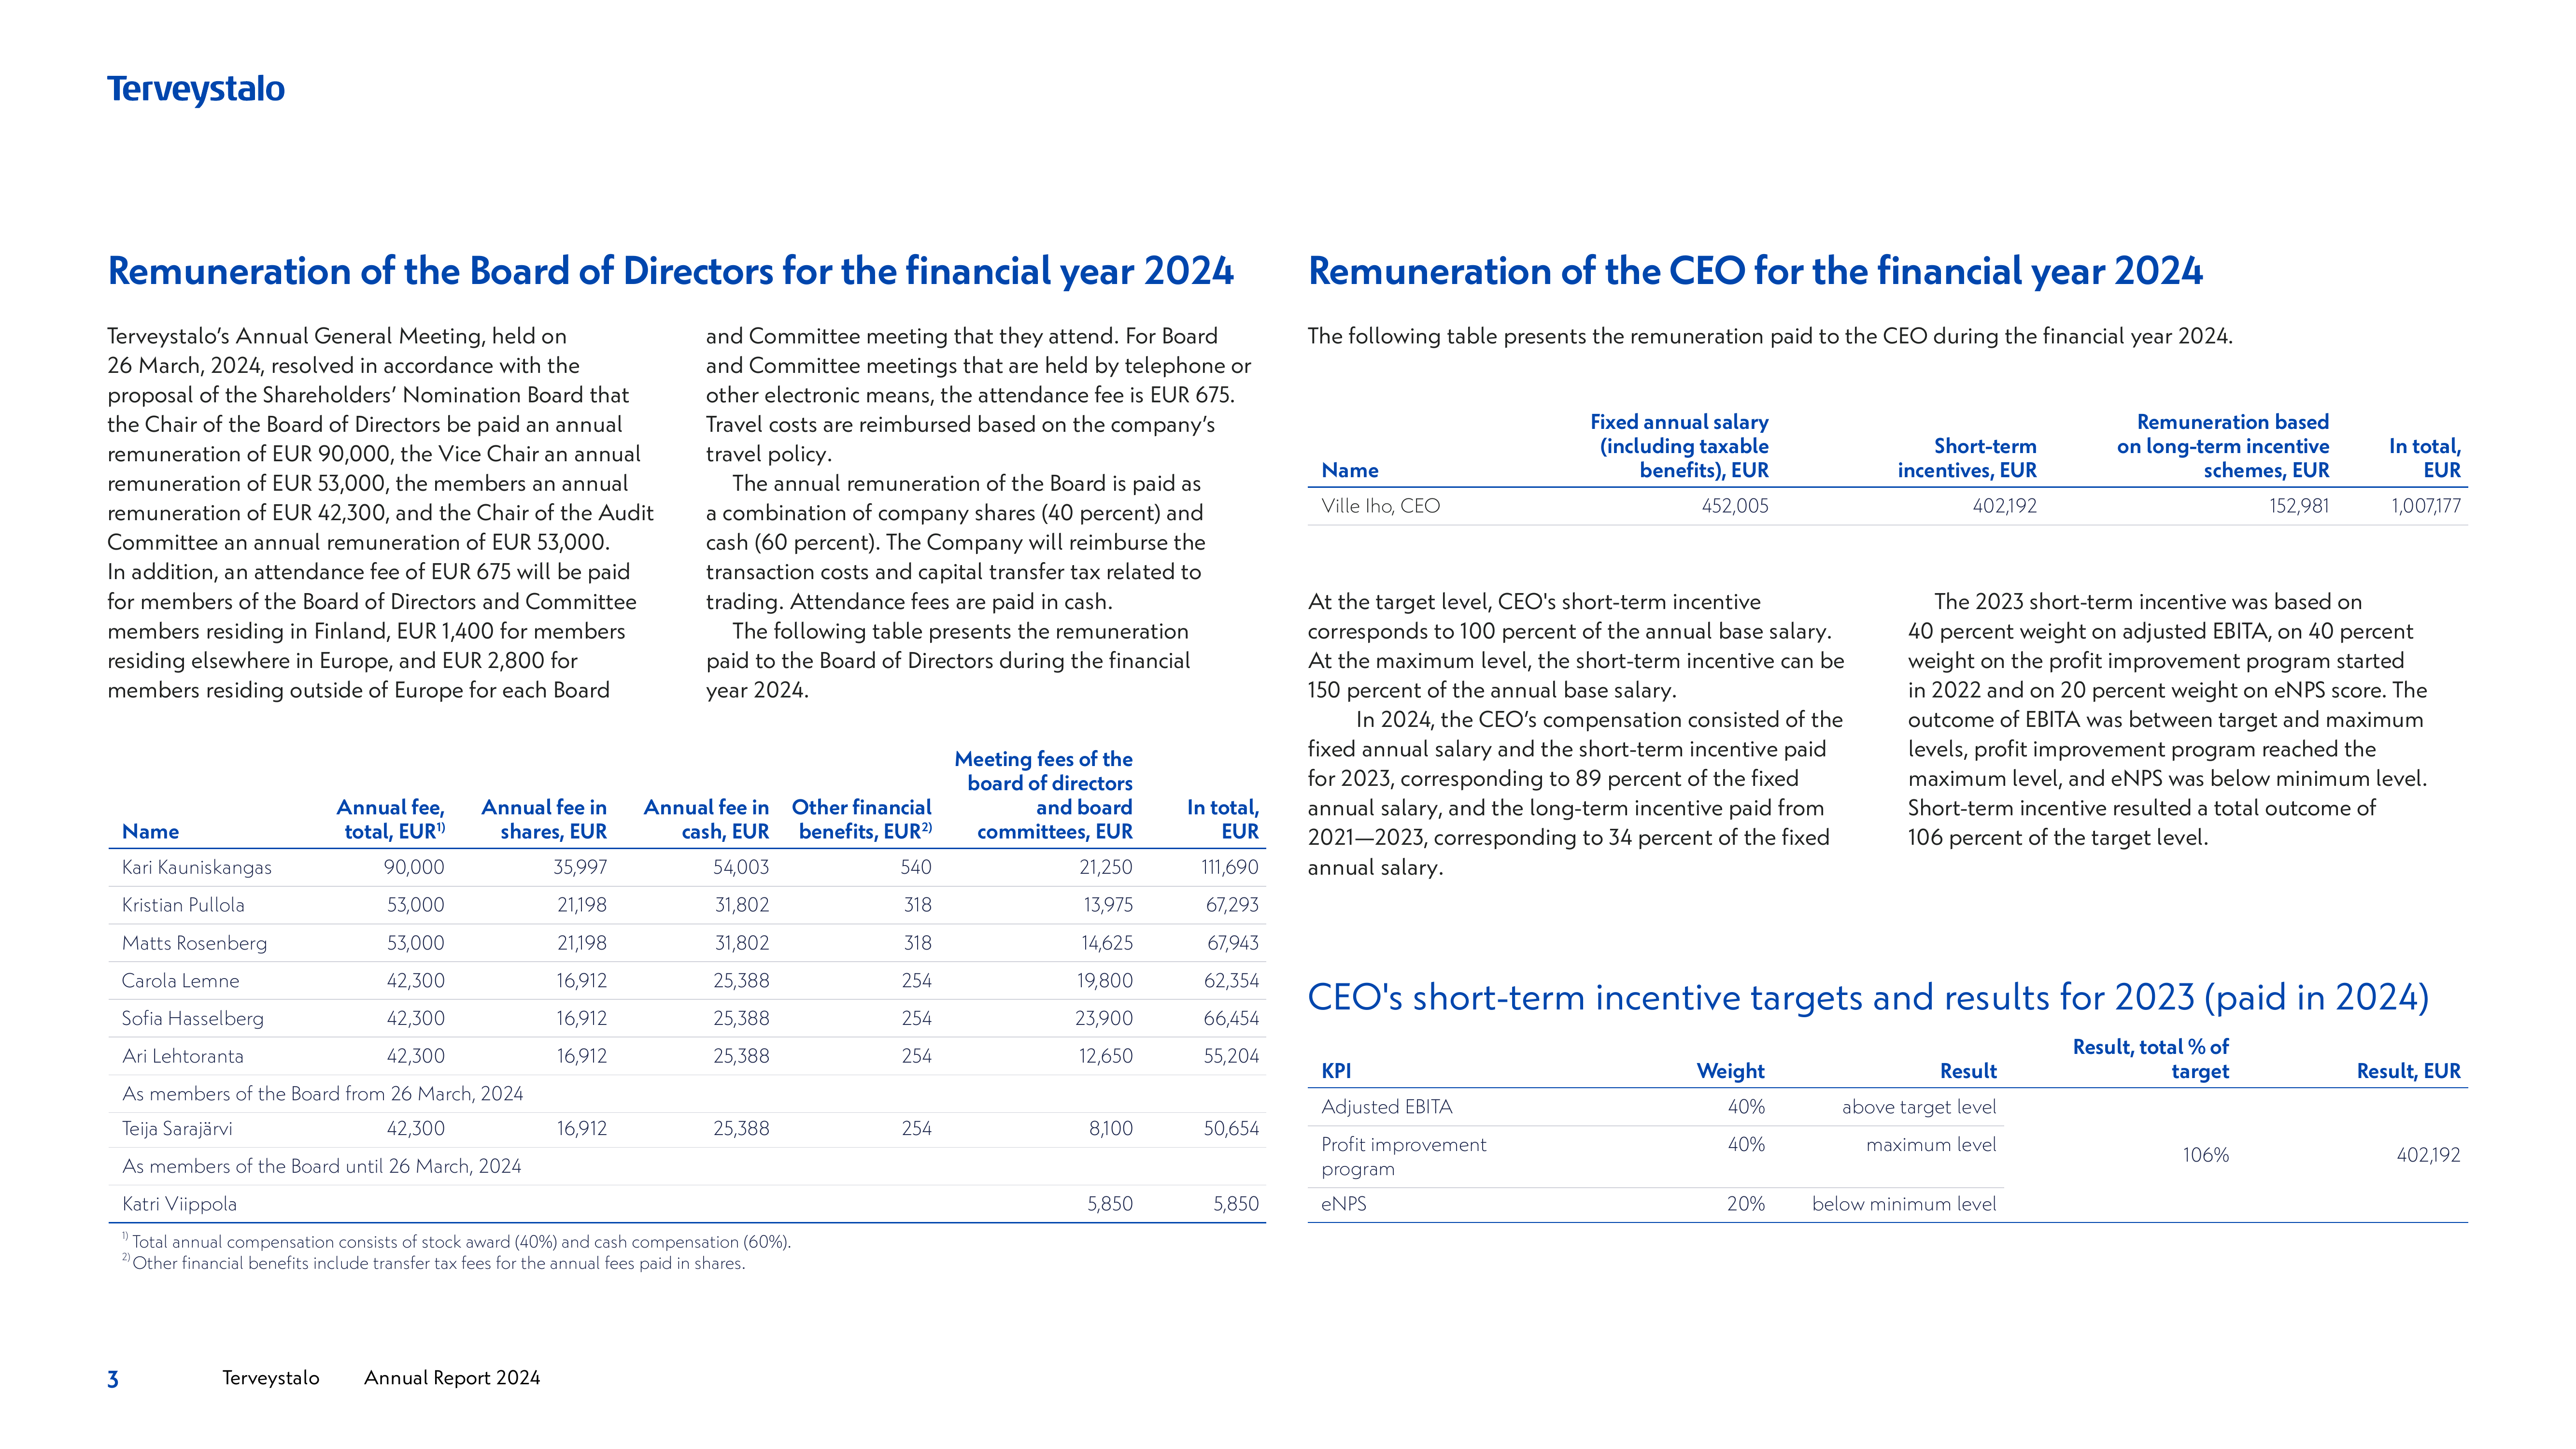 Terveystalo
Remuneration of the Board of Directors for the financial year 2024
Terveystalo’s Annual General Meeting, held on
26 March, 2024, resolved in accordance with the
proposal of the Shareholders’ Nomination Board that
the Chair of the Board of Directors be paid an annual
remuneration of EUR 90,000, the Vice Chair an annual
remuneration of EUR 53,000, the members an annual
remuneration of EUR 42,300, and the Chair of the Audit
Committee an annual remuneration of EUR 53,000.
In addition, an attendance fee of EUR 675 will be paid
for members of the Board of Directors and Committee
members residing in Finland, EUR 1,400 for members
residing elsewhere in Europe, and EUR 2,800 for
members residing outside of Europe for each Board
and Committee meeting that they attend. For Board
and Committee meetings that are held by telephone or
other electronic means, the attendance fee is EUR 675.
Travel costs are reimbursed based on the company’s
travel policy.
The annual remuneration of the Board is paid as
a combination of company shares (40 percent) and
cash (60 percent). The Company will reimburse the
transaction costs and capital transfer tax related to
trading. Attendance fees are paid in cash.
The following table presents the remuneration
paid to the Board of Directors during the financial
year 2024.
Name Annual fee, total, EUR1) Annual fee in shares, EUR Annual fee in cash, EUR Other financial benefits, EUR2) Meeting fees of the board of directors and board committees, EUR In total, EUR
Kari Kauniskangas 90,000 35,997 54,003 540 21,250 111,690
Kristian Pullola 53,000 21,198 31,802 318 13,975 67,293
Matts Rosenberg 53,000 21,198 31,802 318 14,625 67,943
Carola Lemne 42,300 16,912 25,388 254 19,800 62,354
Sofia Hasselberg 42,300 16,912 25,388 254 23,900 66,454
Ari Lehtoranta 42,300 16,912 25,388 254 12,650 55,204
As members of the Board from 26 March, 2024
Teija Sarajärvi 42,300 16,912 25,388 254 8,100 50,654
As members of the Board until 26 March, 2024
Katri Viippola 5,850 5,850
1) Total annual compensation consists of stock award (40%) and cash compensation (60%).
2) Other financial benefits include transfer tax fees for the annual fees paid in shares.
Remuneration of the CEO for the financial year 2024
The following table presents the remuneration paid to the CEO during the financial year 2024.
Name Fixed annual salary (including taxable benefits), EUR Short-term incentives, EUR Remuneration based on long-term incentive schemes, EUR In total, EUR
Ville Iho, CEO 452,005 402,192 152,981 1,007,177
At the target level, CEO's short-term incentive
corresponds to 100 percent of the annual base salary.
At the maximum level, the short-term incentive can be
150 percent of the annual base salary.
In 2024, the CEO’s compensation consisted of the
fixed annual salary and the short-term incentive paid
for 2023, corresponding to 89 percent of the fixed
annual salary, and the long-term incentive paid from
2021—2023, corresponding to 34 percent of the fixed
annual salary.
The 2023 short-term incentive was based on
40 percent weight on adjusted EBITA, on 40 percent
weight on the profit improvement program started
in 2022 and on 20 percent weight on eNPS score. The
outcome of EBITA was between target and maximum
levels, profit improvement program reached the
maximum level, and eNPS was below minimum level.
Short-term incentive resulted a total outcome of
106 percent of the target level.
CEO's short-term incentive targets and results for 2023 (paid in 2024)
KPI Weight Result Result, total % of target Result, EUR
Adjusted EBITA 40% above target level
Profit improvement program 40% maximum level 106% 402,192
eNPS 20% below minimum level
3 Terveystalo Annual Report 2024